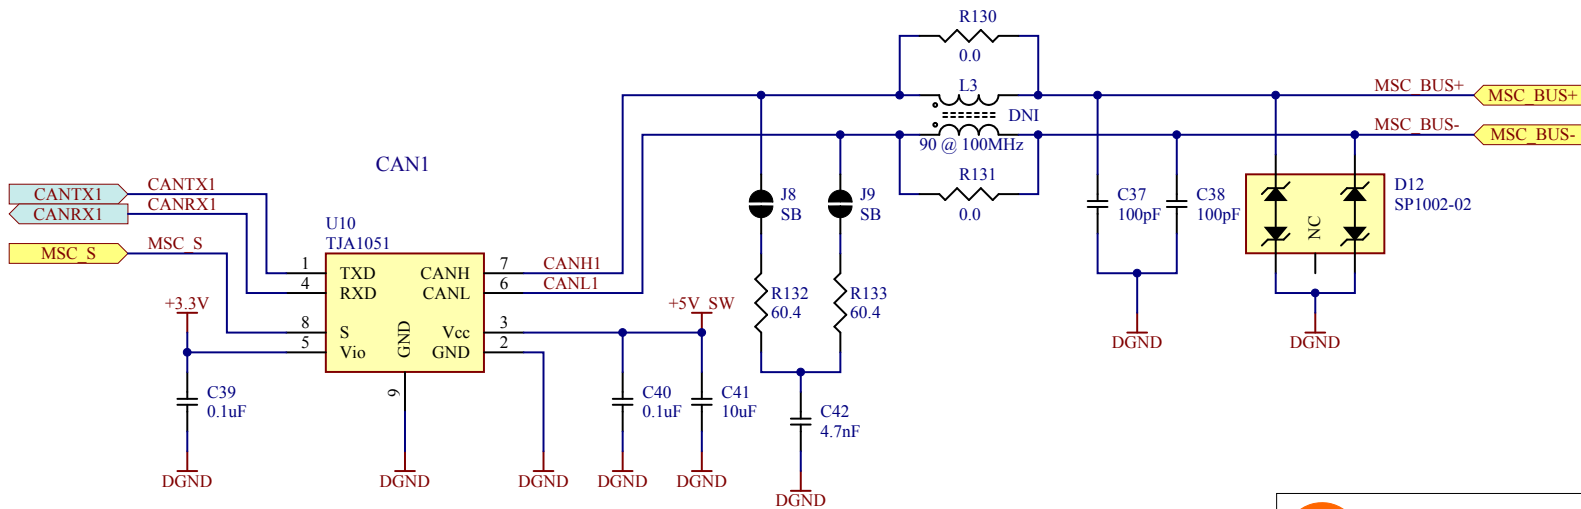 R130
0.0
L3
DNI
90 @ 100MHz
R131
0.0
MSC_BUS+
MSC_BUS+
MSC_BUS-
MSC_BUS-
CAN1
CANTX1
CANTX1
CANRX1
CANRX1
MSC_S
MSC_S
U10
TJA1051
1
TXD
4
RXD
8
S
5
Vio
GND
9
CANH
7
CANH1
CANL
6
CANL1
Vcc
3
GND
2
+3.3V
+5V_SW
J8
SB
J9
SB
R132
60.4
R133
60.4
C37
100pF
C38
100pF
NC
D12
SP1002-02
C39
0.1uF
C40
0.1uF
C41
10uF
C42
4.7nF
DGND
DGND
DGND
DGND
DGND
DGND
DGND
DGND